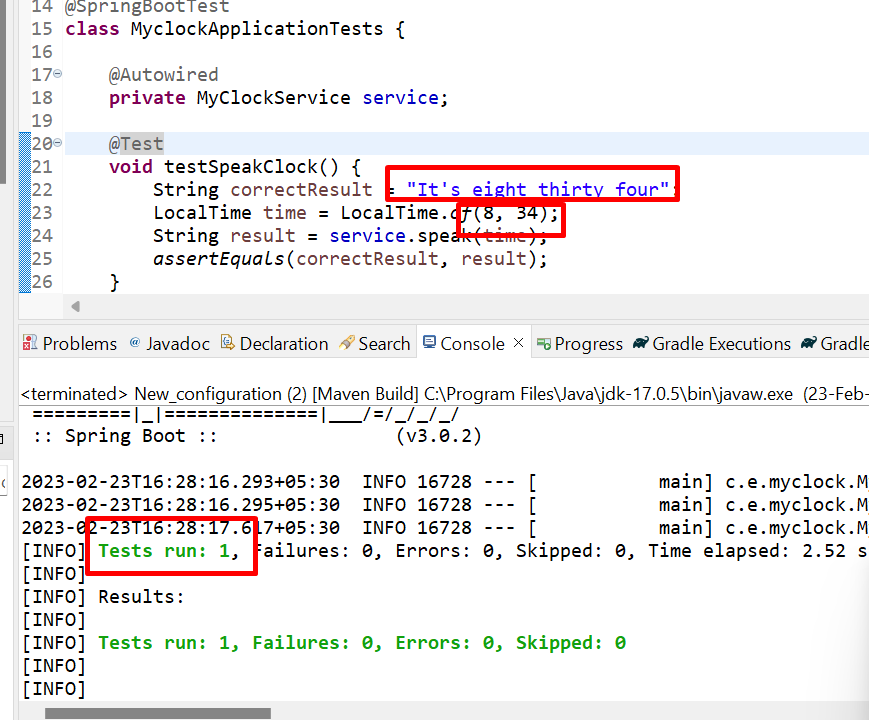 14 @SpringBootTest
15 class MyclockApplicationTests {
16
17 @Autowired
18 private MyClockService service;
19
20 @Test
21 void testSpeakClock() {
22 String correctResult = "It's eight thirty four";
23 LocalTime time = LocalTime.of(8, 34);
24 String result = service.speak(time);
25 assertEquals(correctResult, result);
26 }
Problems @ Javadoc Declaration Search Console Progress Gradle Executions Gradle
<terminated> New_configuration (2) [Maven Build] C:\Program Files\Java\jdk-17.0.5\bin\javaw.exe (23-Feb-
=========|_|==============|___/=/_/_/_/
:: Spring Boot :: (v3.0.2)
2023-02-23T16:28:16.293+05:30 INFO 16728 --- [ main] c.e.myclock.M
2023-02-23T16:28:16.295+05:30 INFO 16728 --- [ main] c.e.myclock.M
2023-02-23T16:28:17.617+05:30 INFO 16728 --- [ main] c.e.myclock.M
[INFO] Tests run: 1, Failures: 0, Errors: 0, Skipped: 0, Time elapsed: 2.52 s
[INFO]
[INFO] Results:
[INFO]
[INFO] Tests run: 1, Failures: 0, Errors: 0, Skipped: 0
[INFO]
[INFO]